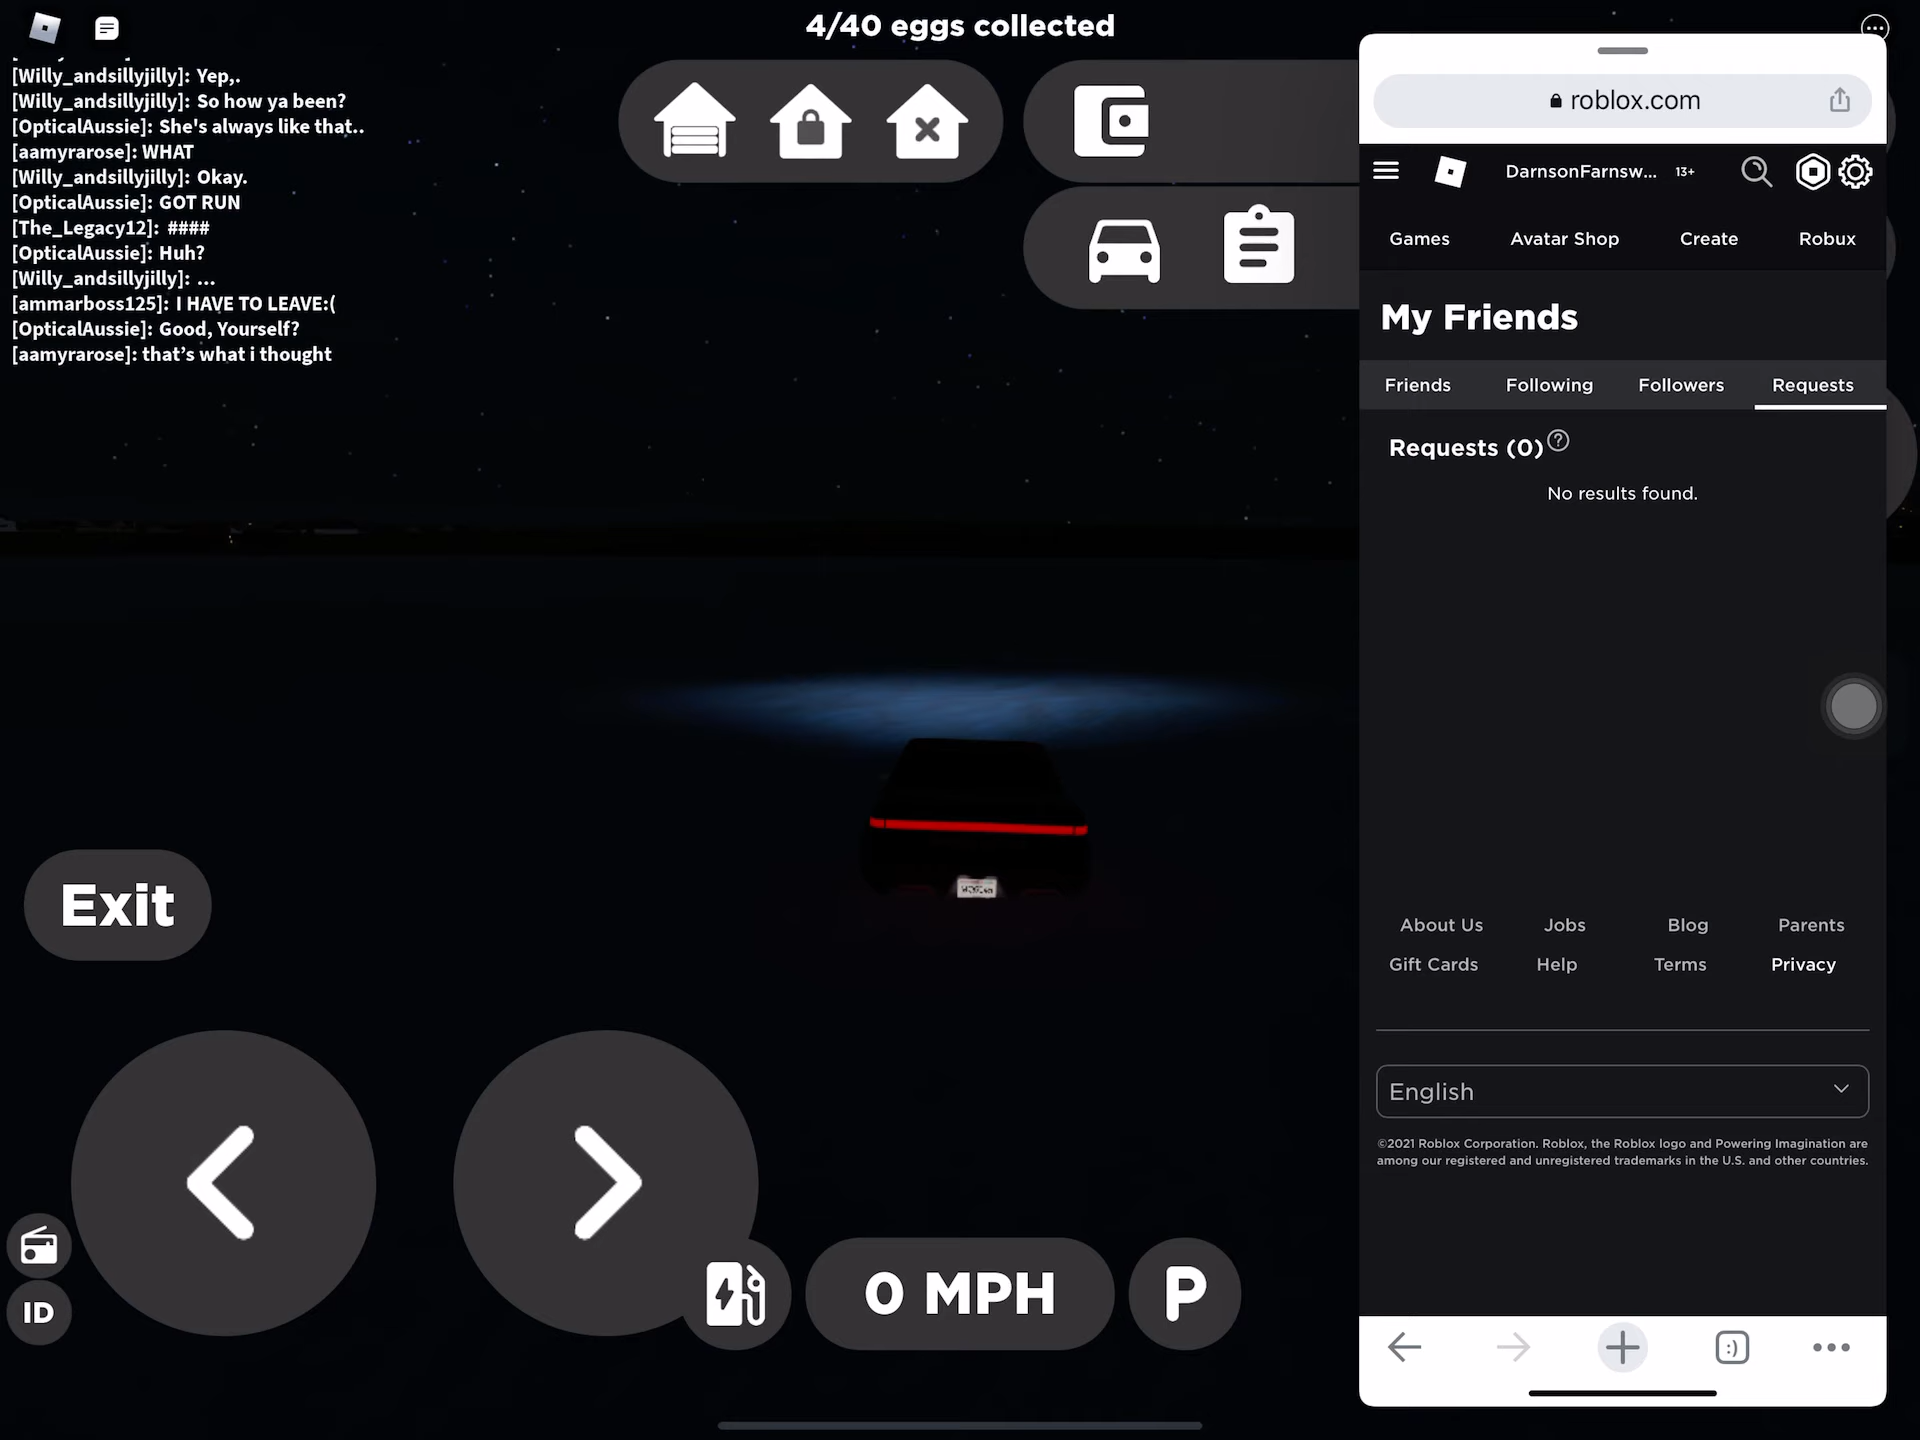 4/40 eggs collected
[Willy_andsillyjilly]: Yep,.
[Willy_andsillyjilly]: So how ya been?
[OpticalAussie]: She's always like that..
[aamyrarose]: WHAT
[Willy_andsillyjilly]: Okay.
[OpticalAussie]: GOT RUN
[The_Legacy12]: ####
[OpticalAussie]: Huh?
[Willy_andsillyjilly]: ...
[ammarboss125]: I HAVE TO LEAVE:(
[OpticalAussie]: Good, Yourself?
[aamyrarose]: that’s what i thought
Exit
ID
0 MPH
P
roblox.com
DarnsonFarnsw... 13+
Games Avatar Shop Create Robux
My Friends
Friends Following Followers Requests
Requests (0)
No results found.
About Us Jobs Blog Parents
Gift Cards Help Terms Privacy
English
©2021 Roblox Corporation. Roblox, the Roblox logo and Powering Imagination are
among our registered and unregistered trademarks in the U.S. and other countries.
:)